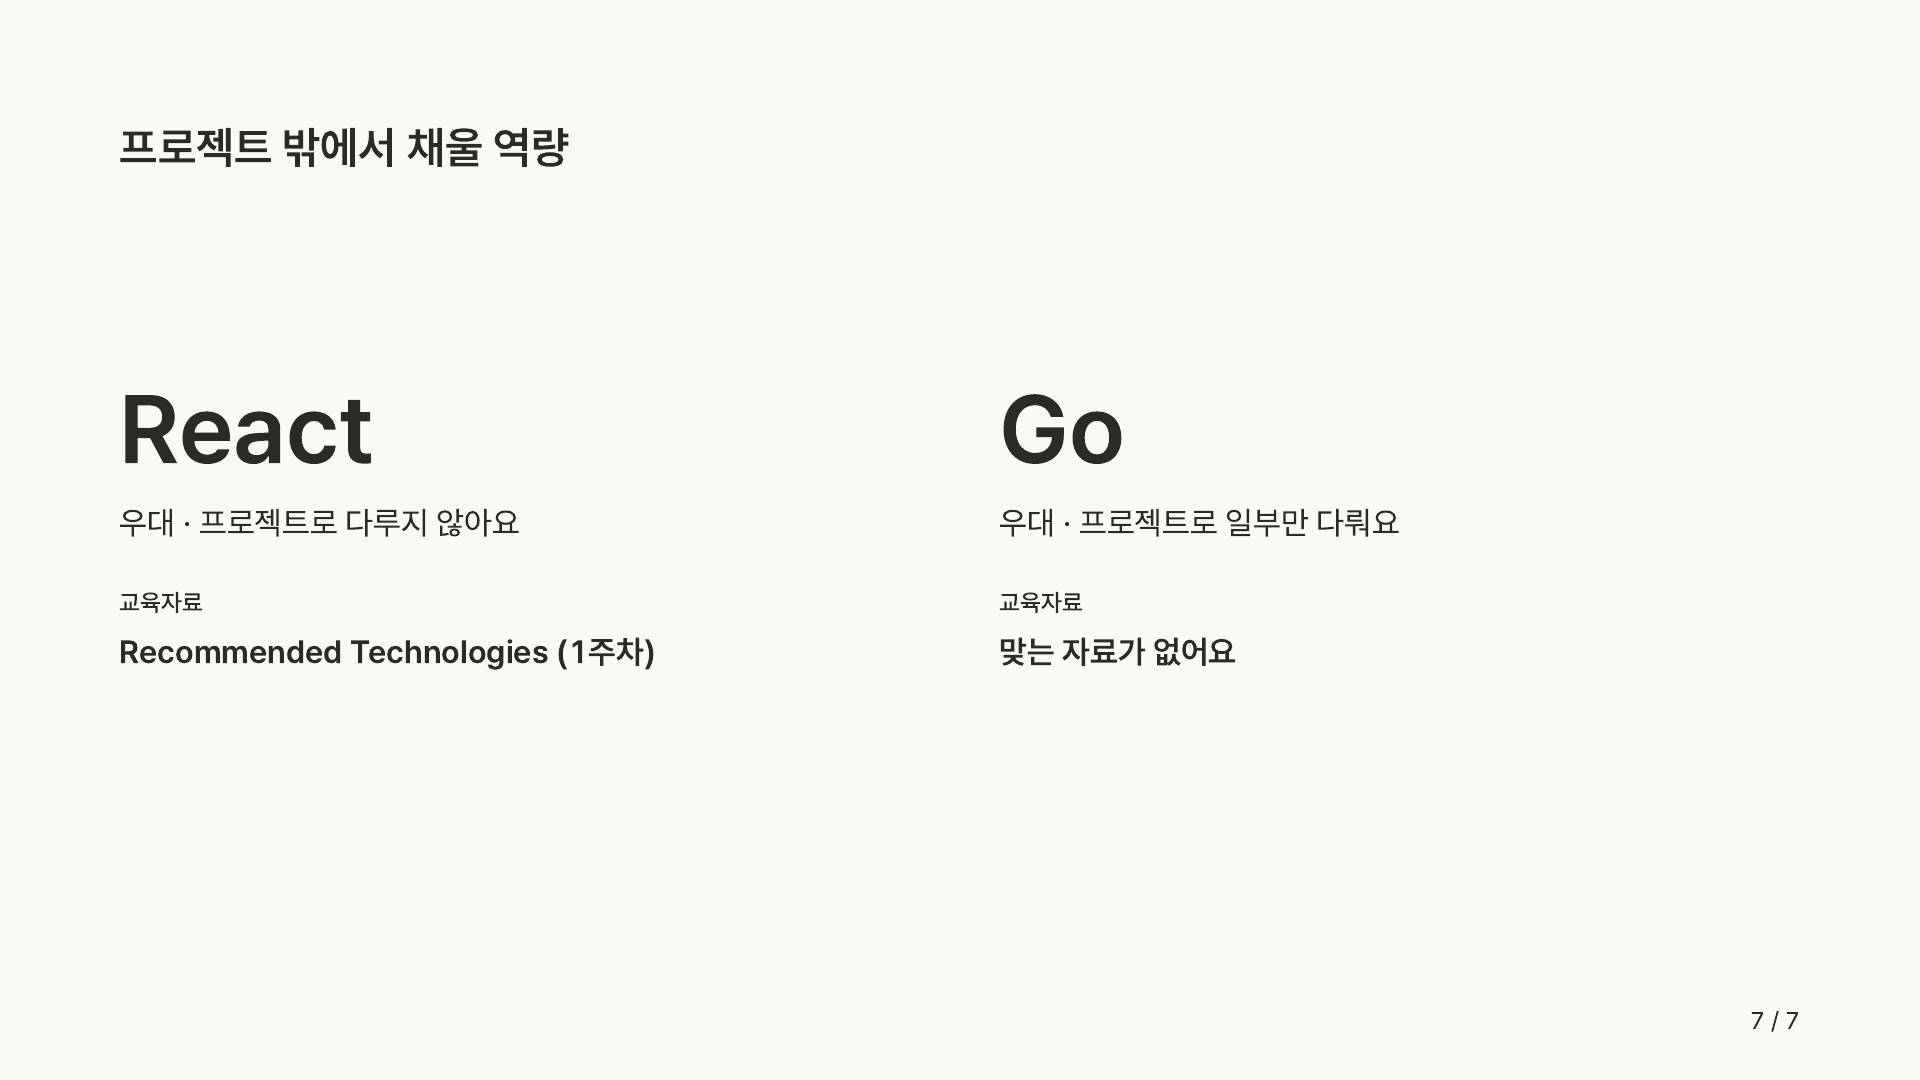 프로젝트 밖에서 채울 역량
React
우대 · 프로젝트로 다루지 않아요
교육자료
Recommended Technologies (1주차)
Go
우대 · 프로젝트로 일부만 다뤄요
교육자료
맞는 자료가 없어요
7 / 7